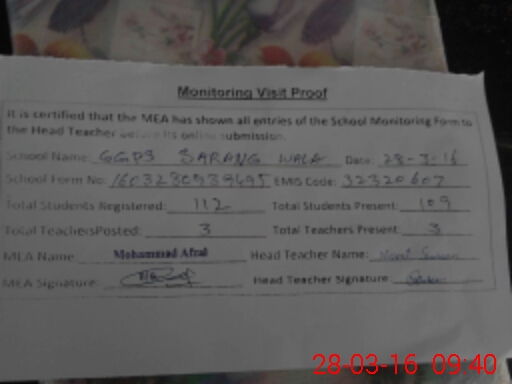 Monitoring Visit Proof
It is certified that the MEA has shown all entries of the School Monitoring Form to
the Head Teacher before its online submission.
School Name: GGPS SARANG WALA Date: 28-3-16
School Form No: EMIS Code: 32320607
Total Students Registered: 112 Total Students Present: 109
Total TeachersPosted: 3 Total Teachers Present: 3
MEA Name: Mohammad Afzal Head Teacher Name:
MEA Signature: Head Teacher Signature:
28-03-16 09:40